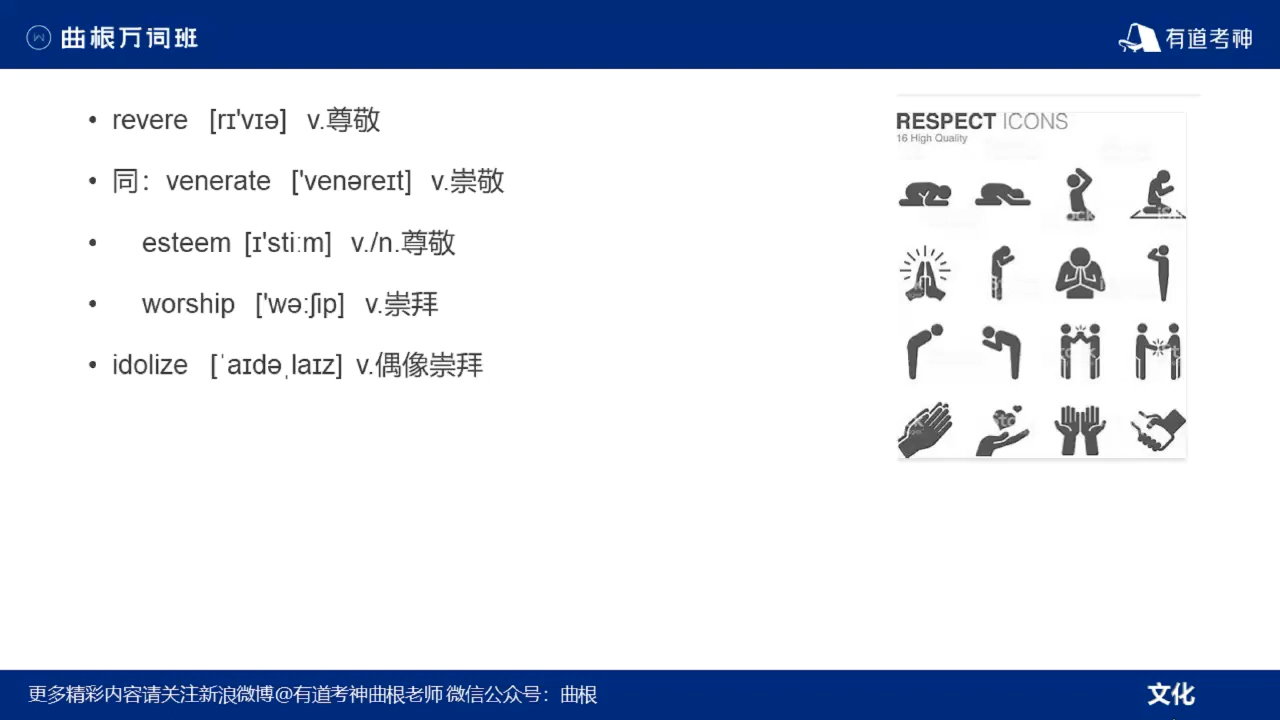 曲根万词班
有道考神
• revere [rɪ'vɪə] v.尊敬
• 同：venerate ['venəreɪt] v.崇敬
• esteem [ɪ'stiːm] v./n.尊敬
• worship ['wəːʃɪp] v.崇拜
• idolize [ˈaɪdəˌlaɪz] v.偶像崇拜
RESPECT ICONS
16 High Quality
更多精彩内容请关注新浪微博@有道考神曲根老师 微信公众号：曲根
文化